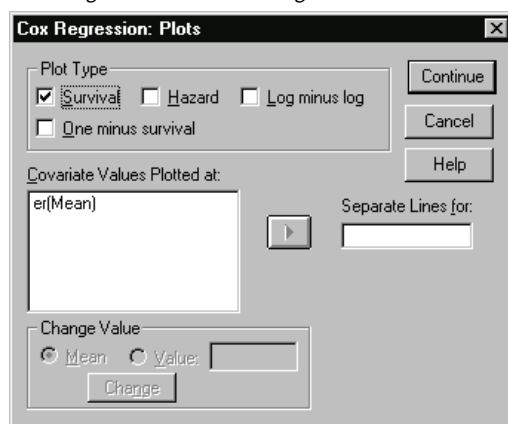 Cox Regression: Plots
Plot Type
Survival
Hazard
Log minus log
One minus survival
Continue
Cancel
Help
Covariate Values Plotted at:
er(Mean)
Separate Lines for:
Change Value
Mean
Value:
Change